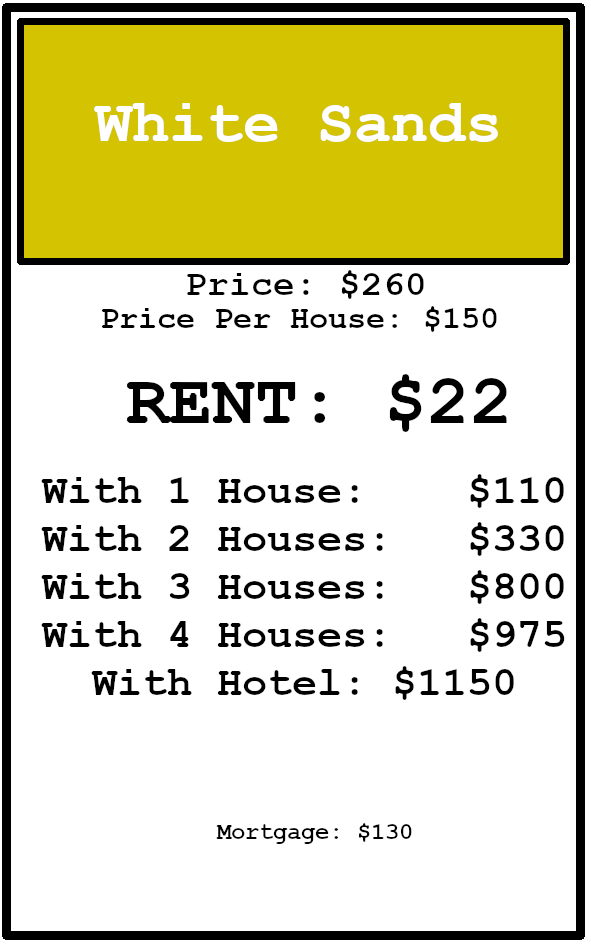 White Sands
Price: $260
Price Per House: $150
RENT: $22
With 1 House: $110
With 2 Houses: $330
With 3 Houses: $800
With 4 Houses: $975
With Hotel: $1150
Mortgage: $130